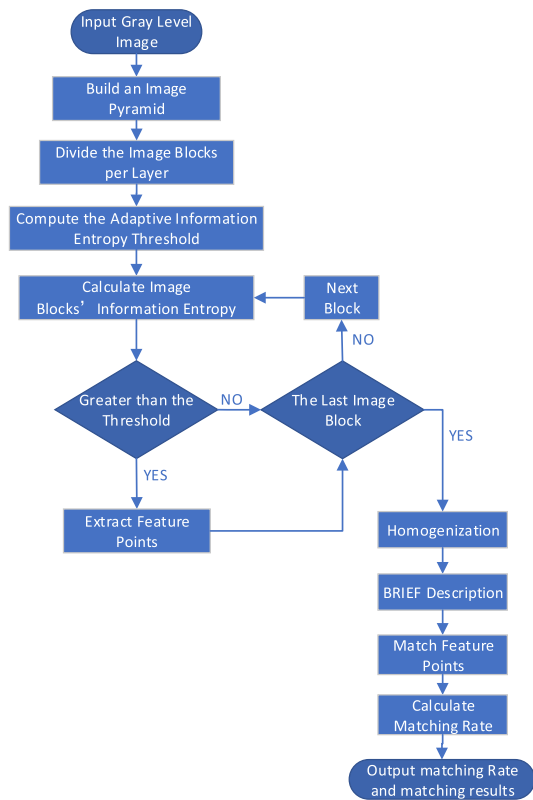 Input Gray Level
Image
Build an Image
Pyramid
Divide the Image Blocks
per Layer
Compute the Adaptive Information
Entropy Threshold
Calculate Image
Blocks’ Information Entropy
Next
Block
NO
Greater than the
Threshold
NO
The Last Image
Block
YES
YES
Extract Feature
Points
Homogenization
BRIEF Description
Match Feature
Points
Calculate
Matching Rate
Output matching Rate
and matching results